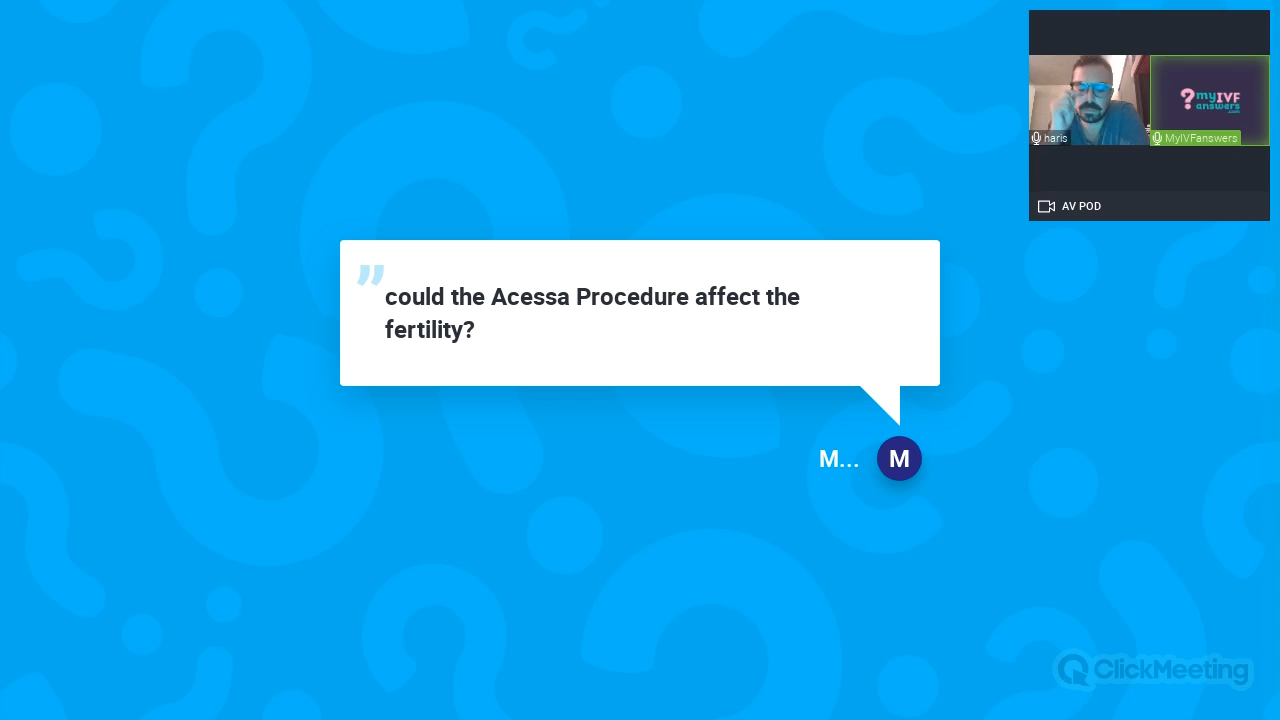 ?myIVF
answers
.com
haris
MyIVFanswers
AV POD
”could the Acessa Procedure affect the
fertility?
M...
M
ClickMeeting